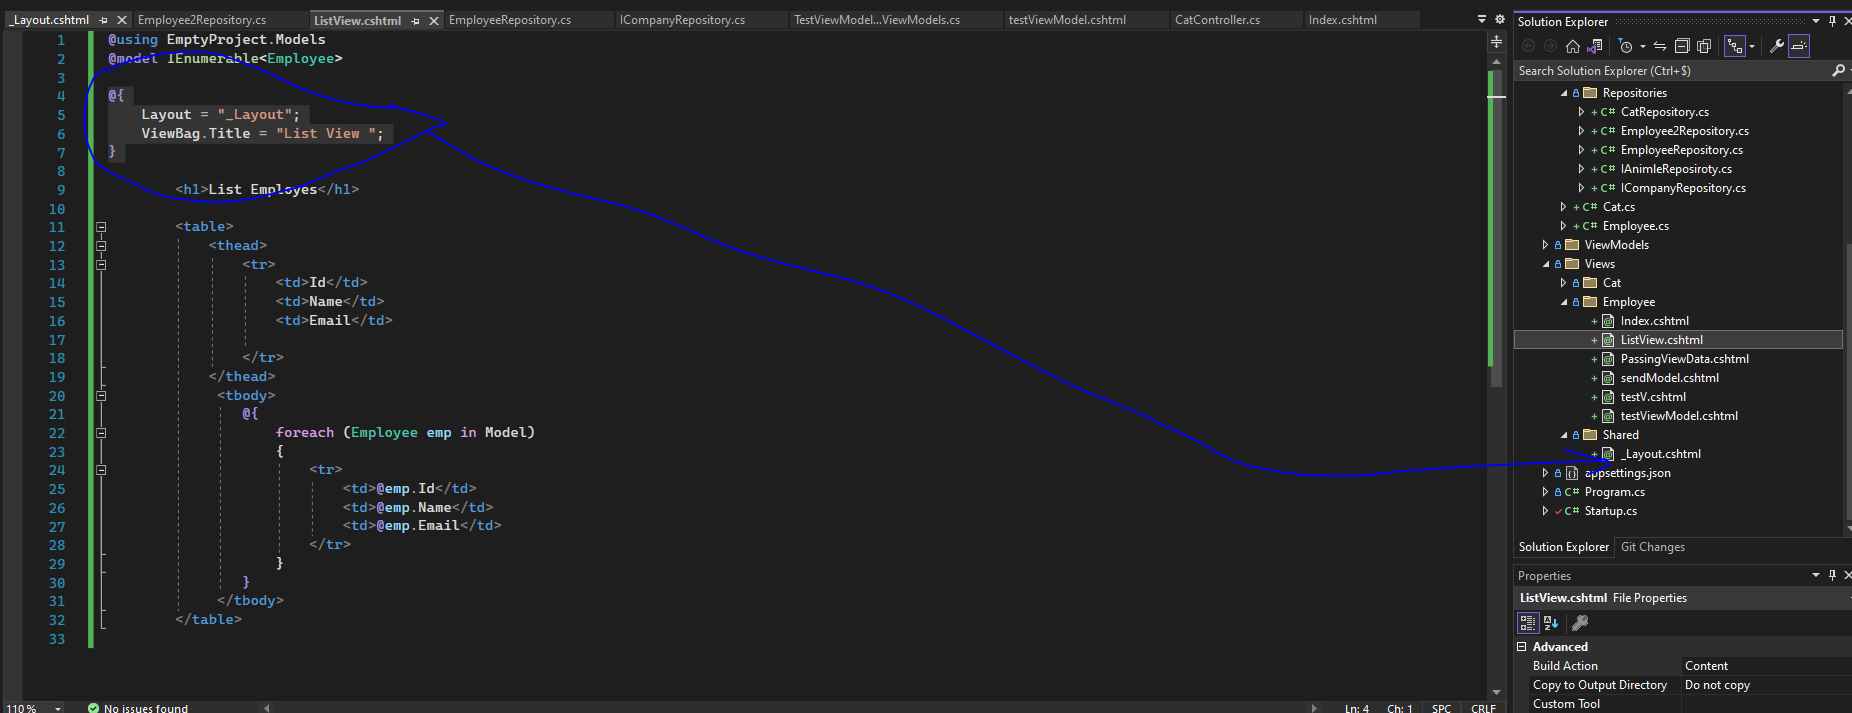 _Layout.cshtml
Employee2Repository.cs
ListView.cshtml
EmployeeRepository.cs
ICompanyRepository.cs
TestViewModel...ViewModels.cs
testViewModel.cshtml
CatController.cs
Index.cshtml
1 @using EmptyProject.Models
2 @model IEnumerable<Employee>
3
4 @{
5 Layout = "_Layout";
6 ViewBag.Title = "List View ";
7 }
8
9 <h1>List Employes</h1>
10
11 <table>
12 <thead>
13 <tr>
14 <td>Id</td>
15 <td>Name</td>
16 <td>Email</td>
17
18 </tr>
19 </thead>
20 <tbody>
21 @{
22 foreach (Employee emp in Model)
23 {
24 <tr>
25 <td>@emp.Id</td>
26 <td>@emp.Name</td>
27 <td>@emp.Email</td>
28 </tr>
29 }
30 }
31 </tbody>
32 </table>
33
110 %
No issues found
Ln: 4 Ch: 1 SPC CRLF
Solution Explorer
Search Solution Explorer (Ctrl+$)
Repositories
C# CatRepository.cs
C# Employee2Repository.cs
C# EmployeeRepository.cs
C# IAnimleReposiroty.cs
C# ICompanyRepository.cs
C# Cat.cs
C# Employee.cs
ViewModels
Views
Cat
Employee
Index.cshtml
ListView.cshtml
PassingViewData.cshtml
sendModel.cshtml
testV.cshtml
testViewModel.cshtml
Shared
_Layout.cshtml
appsettings.json
C# Program.cs
C# Startup.cs
Solution Explorer Git Changes
Properties
ListView.cshtml File Properties
Advanced
Build Action Content
Copy to Output Directory Do not copy
Custom Tool